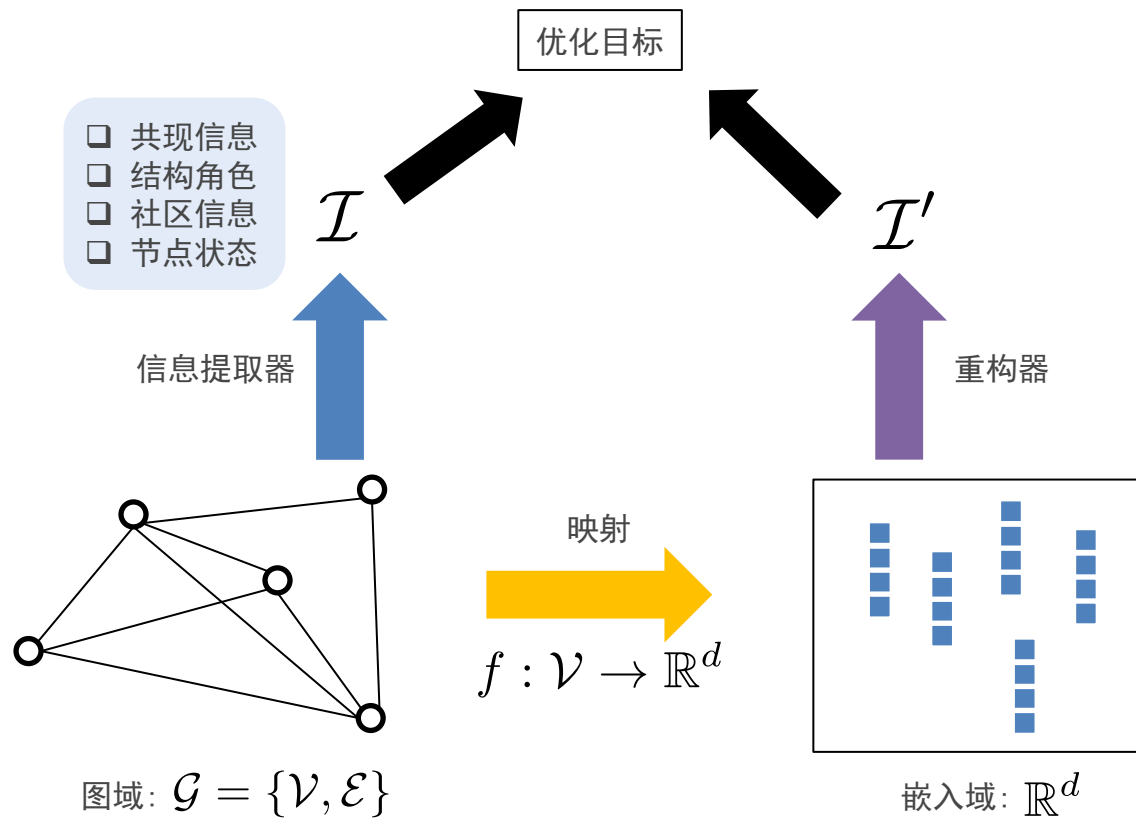 优化目标
❑ 共现信息
❑ 结构角色
❑ 社区信息
❑ 节点状态
𝓘
𝓘′
信息提取器
重构器
映射
f : 𝒱 → ℝ^d
图域: 𝒢 = {𝒱, ℰ}
嵌入域: ℝ^d